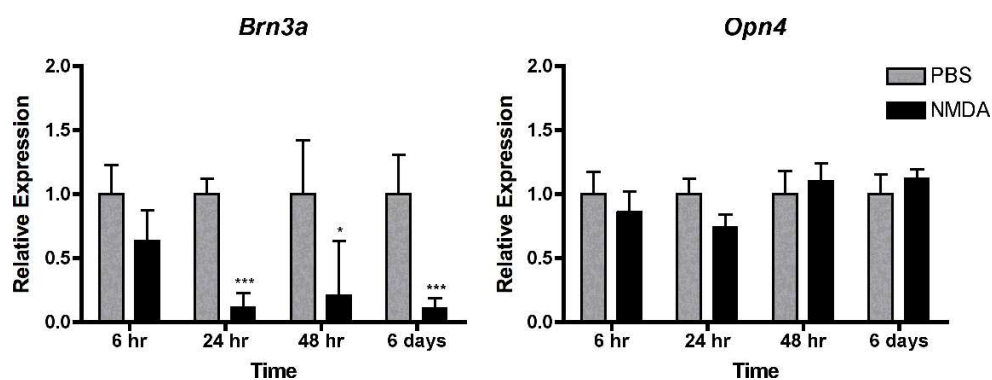 Brn3a
Relative Expression
2.0
1.5
1.0
0.5
0.0
***
*
***
6 hr 24 hr 48 hr 6 days
Time
Opn4
Relative Expression
2.0
1.5
1.0
0.5
0.0
6 hr 24 hr 48 hr 6 days
Time
PBS
NMDA